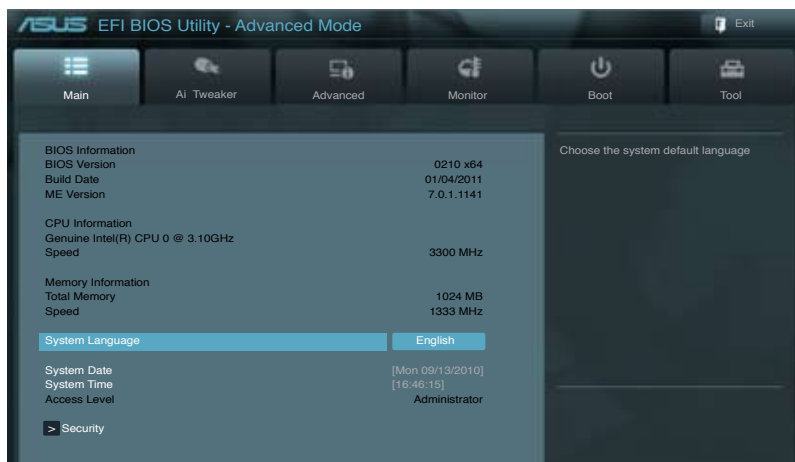 ASUS EFI BIOS Utility - Advanced Mode
Exit
Main
Ai Tweaker
Advanced
Monitor
Boot
Tool
BIOS Information
BIOS Version 0210 x64
Build Date 01/04/2011
ME Version 7.0.1.1141
CPU Information
Genuine Intel(R) CPU 0 @ 3.10GHz
Speed 3300 MHz
Memory Information
Total Memory 1024 MB
Speed 1333 MHz
System Language English
System Date [Mon 09/13/2010]
System Time [16:46:15]
Access Level Administrator
> Security
Choose the system default language